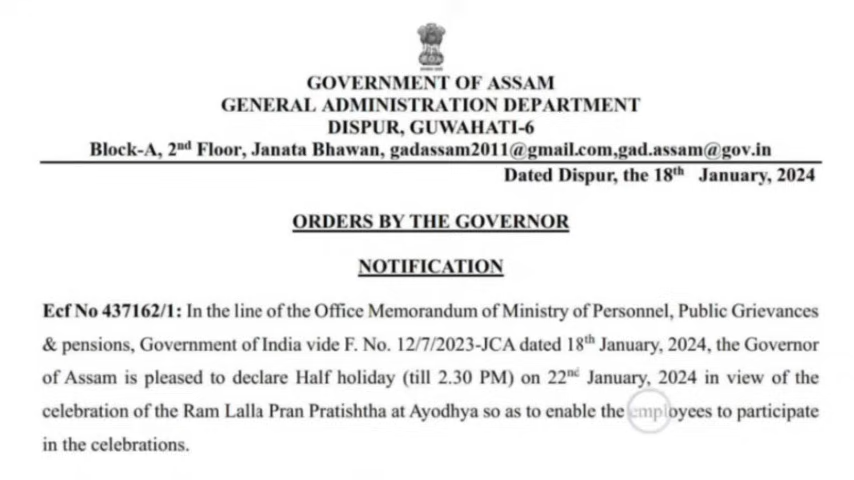 GOVERNMENT OF ASSAM
GENERAL ADMINISTRATION DEPARTMENT
DISPUR, GUWAHATI-6
Block-A, 2nd Floor, Janata Bhawan, gadassam2011@gmail.com,gad.assam@gov.in
Dated Dispur, the 18th January, 2024
ORDERS BY THE GOVERNOR
NOTIFICATION
Ecf No 437162/1: In the line of the Office Memorandum of Ministry of Personnel, Public Grievances
& pensions, Government of India vide F. No. 12/7/2023-JCA dated 18th January, 2024, the Governor
of Assam is pleased to declare Half holiday (till 2.30 PM) on 22nd January, 2024 in view of the
celebration of the Ram Lalla Pran Pratishtha at Ayodhya so as to enable the employees to participate
in the celebrations.